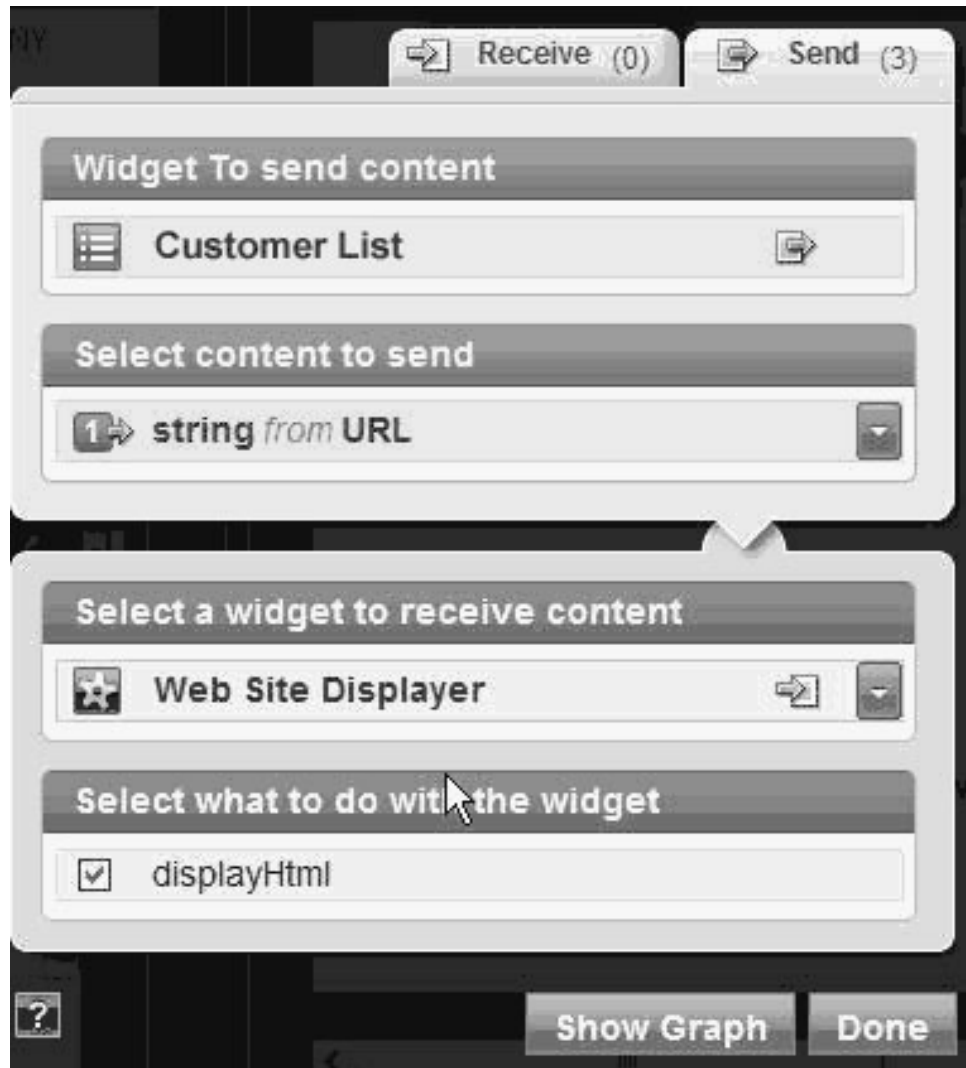 NY
Receive (0) Send (3)
Widget To send content
Customer List
Select content to send
1 string from URL
Select a widget to receive content
Web Site Displayer
Select what to do with the widget
displayHtml
? Show Graph Done